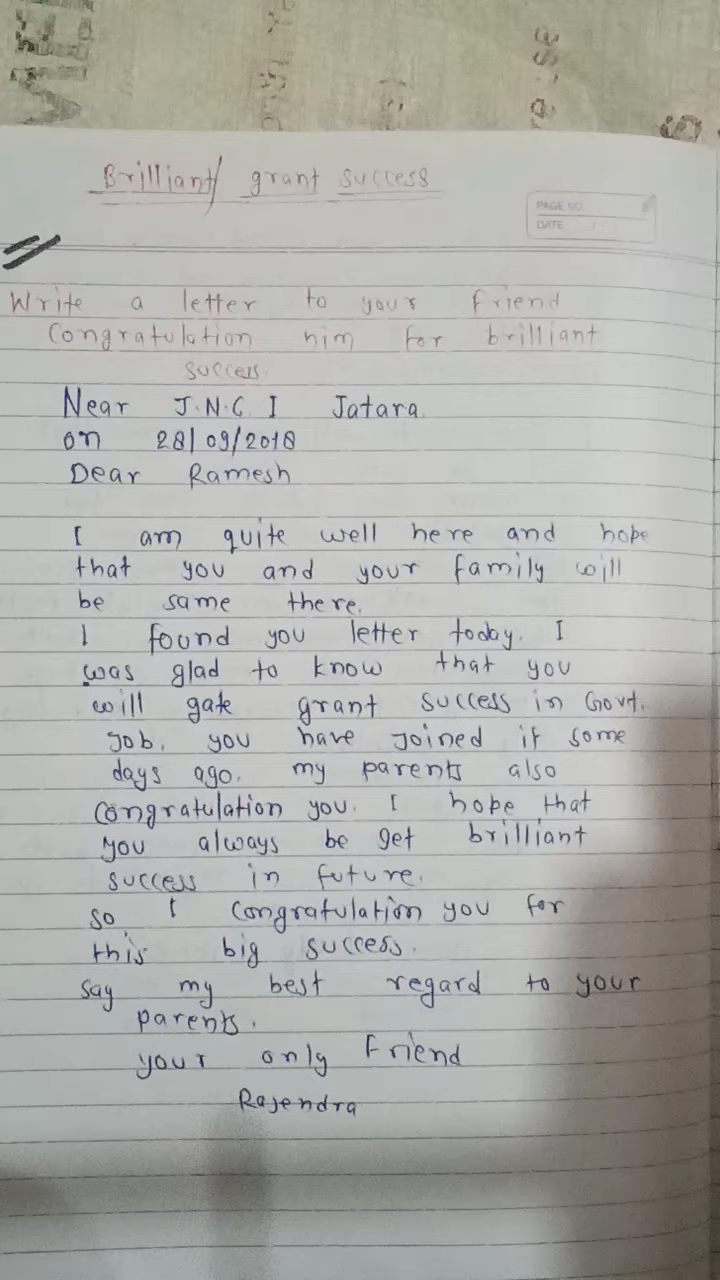 Brilliant/ grant success
PAGE NO.
DATE
Write a letter to your friend
Congratulation him for brilliant
success.
Near J.N.C. I Jatara.
on 28/09/2018
Dear Ramesh
I am quite well here and hope
that you and your family will
be same there.
I found you letter today. I
was glad to know that you
will gate grant success in Govt.
Job. you have joined it some
days ago. my parents also
congratulation you. I hope that
you always be get brilliant
success in future.
so I congratulation you for
this big success.
say my best regard to your
parents.
your only Friend
Rajendra